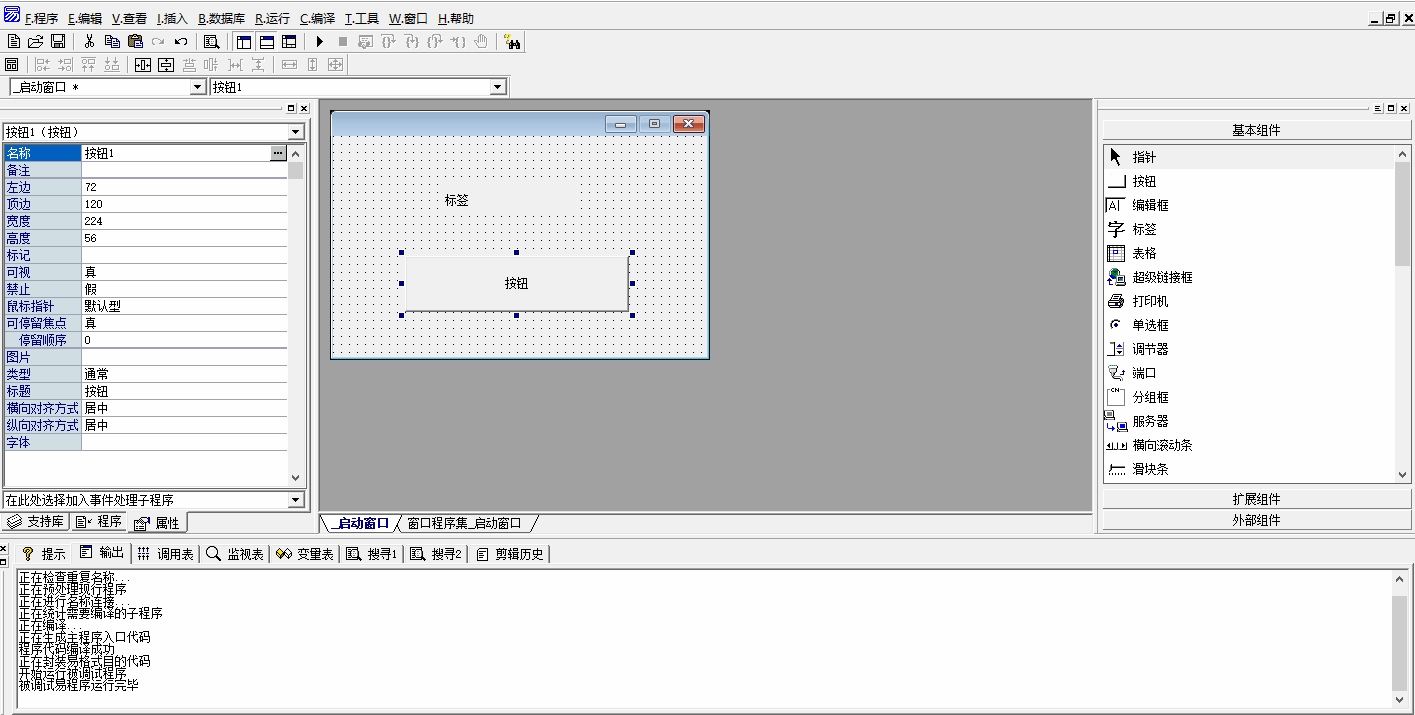 F.程序 E.编辑 V.查看 I.插入 B.数据库 R.运行 C.编译 T.工具 W.窗口 H.帮助
_启动窗口 * 按钮1
按钮1（按钮）
名称 按钮1 ...
备注
左边 72
顶边 120
宽度 224
高度 56
标记
可视 真
禁止 假
鼠标指针 默认型
可停留焦点 真
停留顺序 0
图片
类型 通常
标题 按钮
横向对齐方式 居中
纵向对齐方式 居中
字体
在此处选择加入事件处理子程序
支持库 程序 属性
标签
按钮
_启动窗口 窗口程序集_启动窗口
基本组件
指针
按钮
A 编辑框
字 标签
表格
超级链接框
打印机
单选框
调节器
端口
CN 分组框
服务器
横向滚动条
滑块条
扩展组件
外部组件
提示 输出 调用表 监视表 变量表 搜寻1 搜寻2 剪辑历史
正在检查重复名称...
正在预处理现行程序
正在进行名称连接...
正在统计需要编译的子程序
正在编译...
正在生成主程序入口代码
程序代码编译成功
正在封装易格式目的代码
开始运行被调试程序
被调试易程序运行完毕